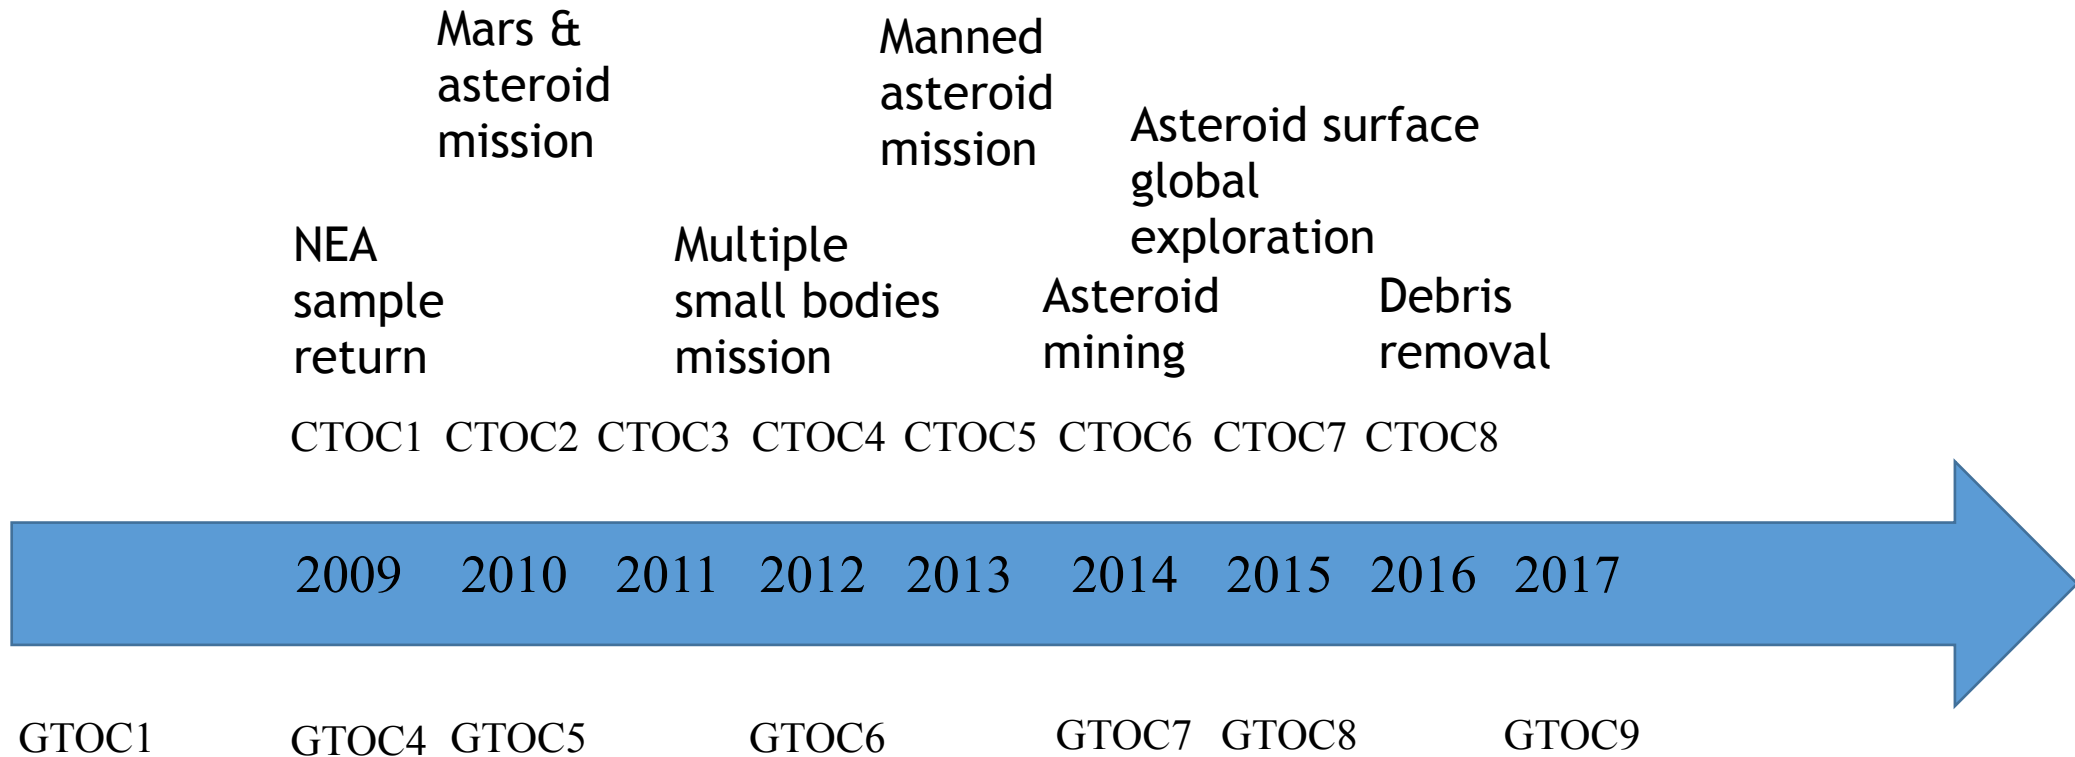 Mars &
asteroid
mission
Manned
asteroid
mission
Asteroid surface
global
exploration
NEA
sample
return
Multiple
small bodies
mission
Asteroid
mining
Debris
removal
CTOC1 CTOC2 CTOC3 CTOC4 CTOC5 CTOC6 CTOC7 CTOC8
2009 2010 2011 2012 2013 2014 2015 2016 2017
GTOC1 GTOC4 GTOC5 GTOC6 GTOC7 GTOC8 GTOC9